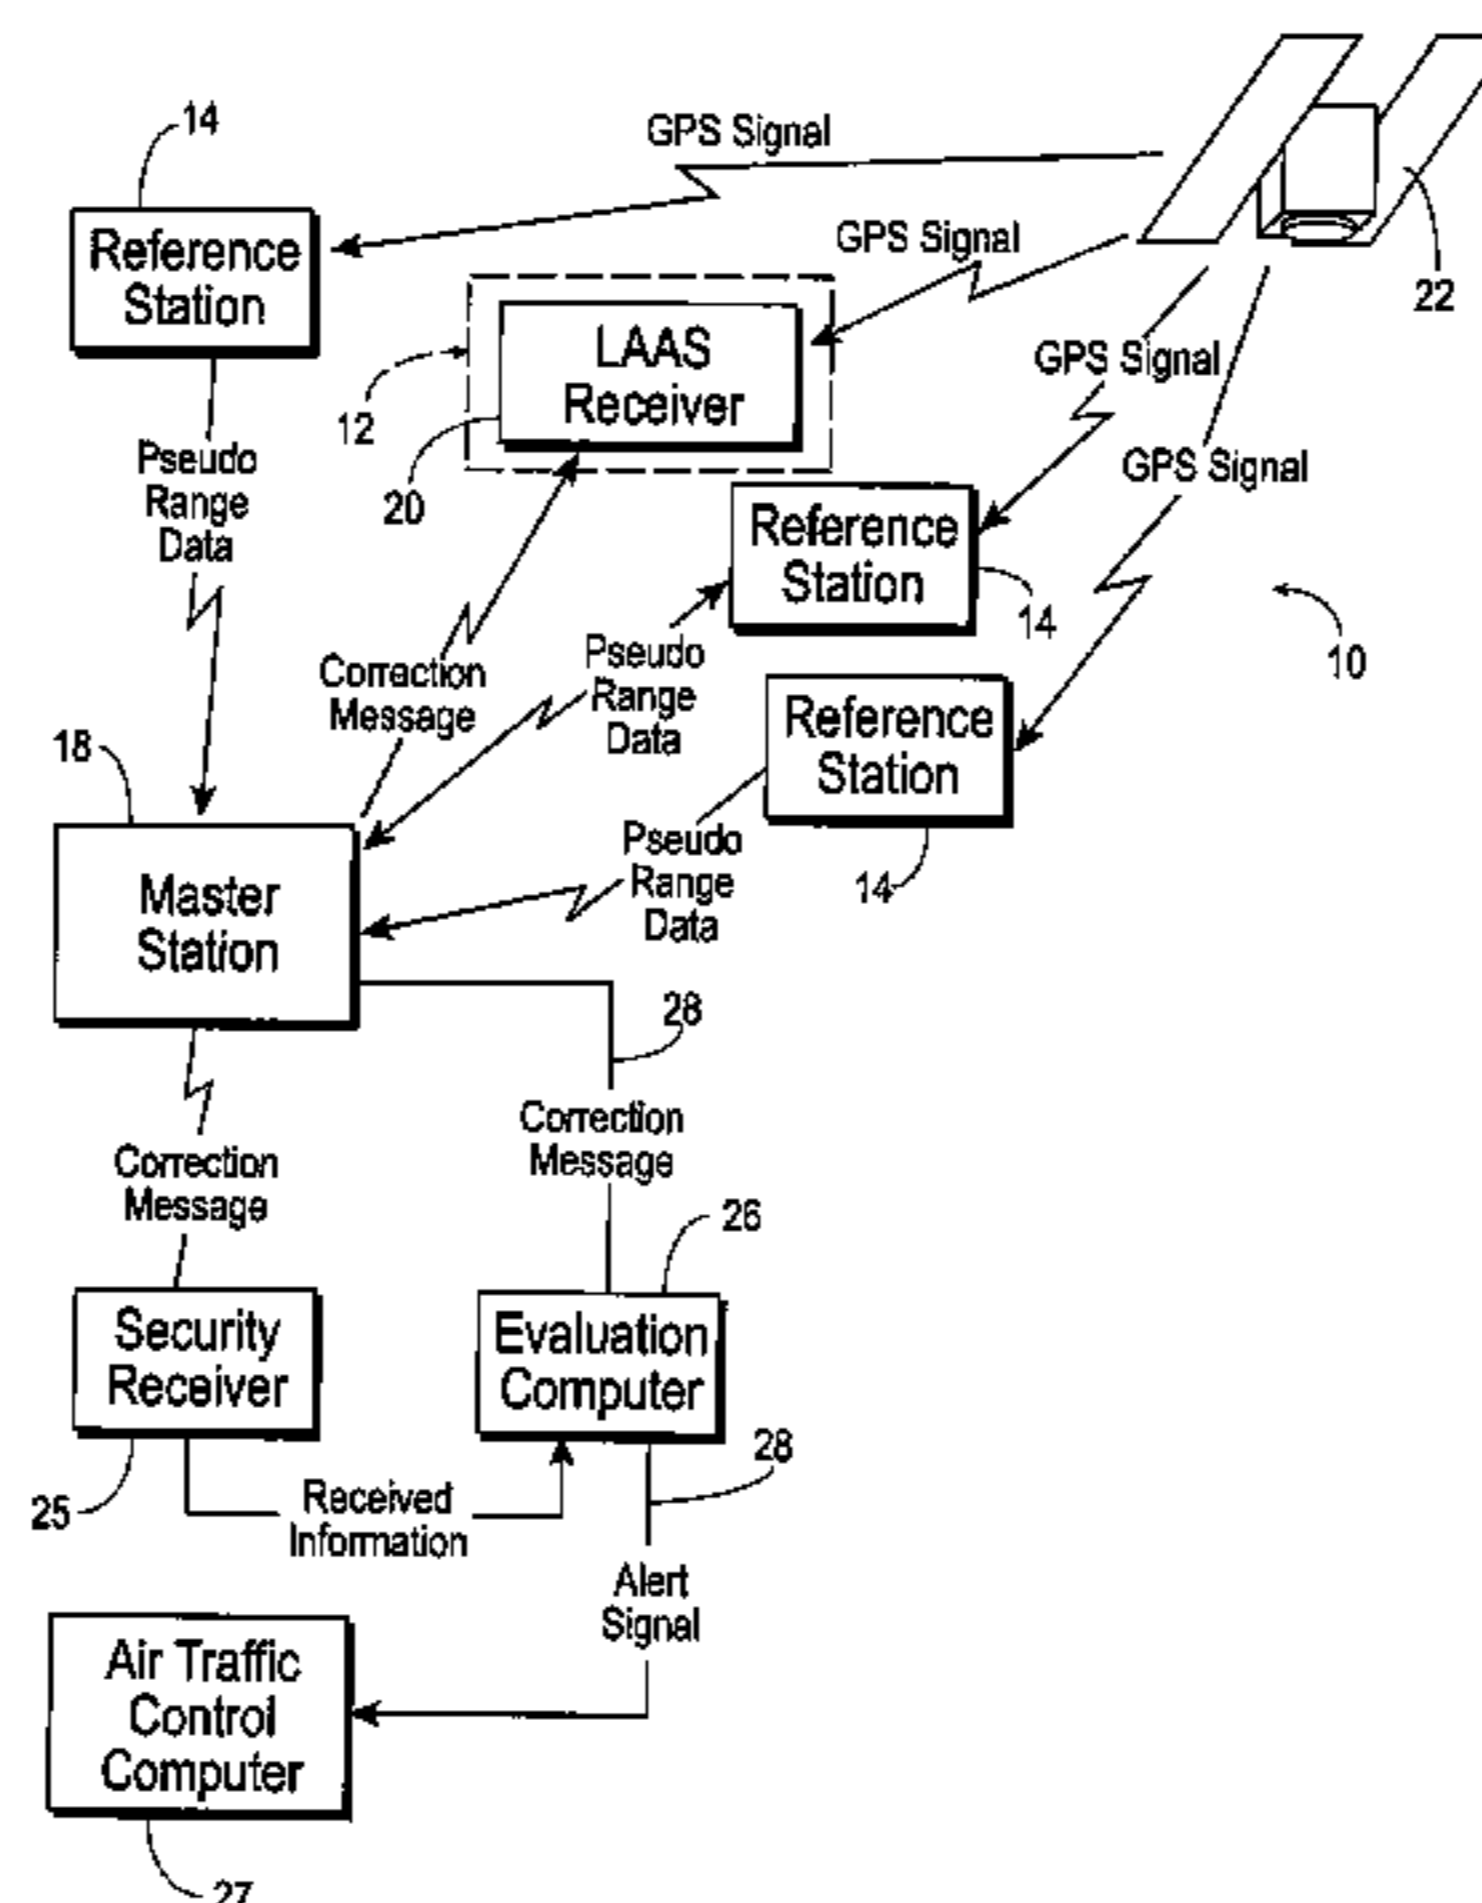 14
GPS Signal
Reference
Station
GPS Signal
22
LAAS
Receiver
12
20
GPS Signal
GPS Signal
Pseudo
Range
Data
Reference
Station
14
10
Correction
Message
Pseudo
Range
Data
Reference
Station
14
18
Pseudo
Range
Data
Master
Station
28
Correction
Message
Correction
Message
26
Security
Receiver
Evaluation
Computer
25
Received
Information
28
Alert
Signal
Air Traffic
Control
Computer
27